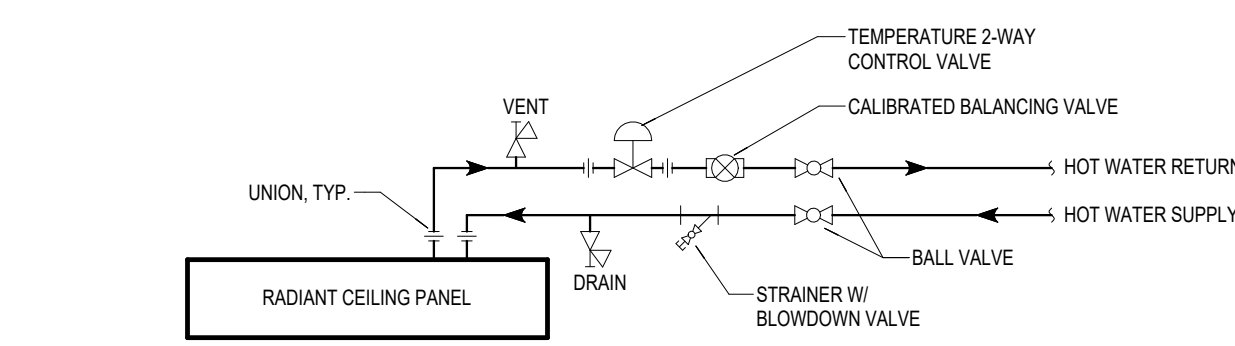 TEMPERATURE 2-WAY
CONTROL VALVE
VENT
CALIBRATED BALANCING VALVE
HOT WATER RETURN
UNION, TYP.
HOT WATER SUPPLY
BALL VALVE
DRAIN
RADIANT CEILING PANEL
STRAINER W/
BLOWDOWN VALVE